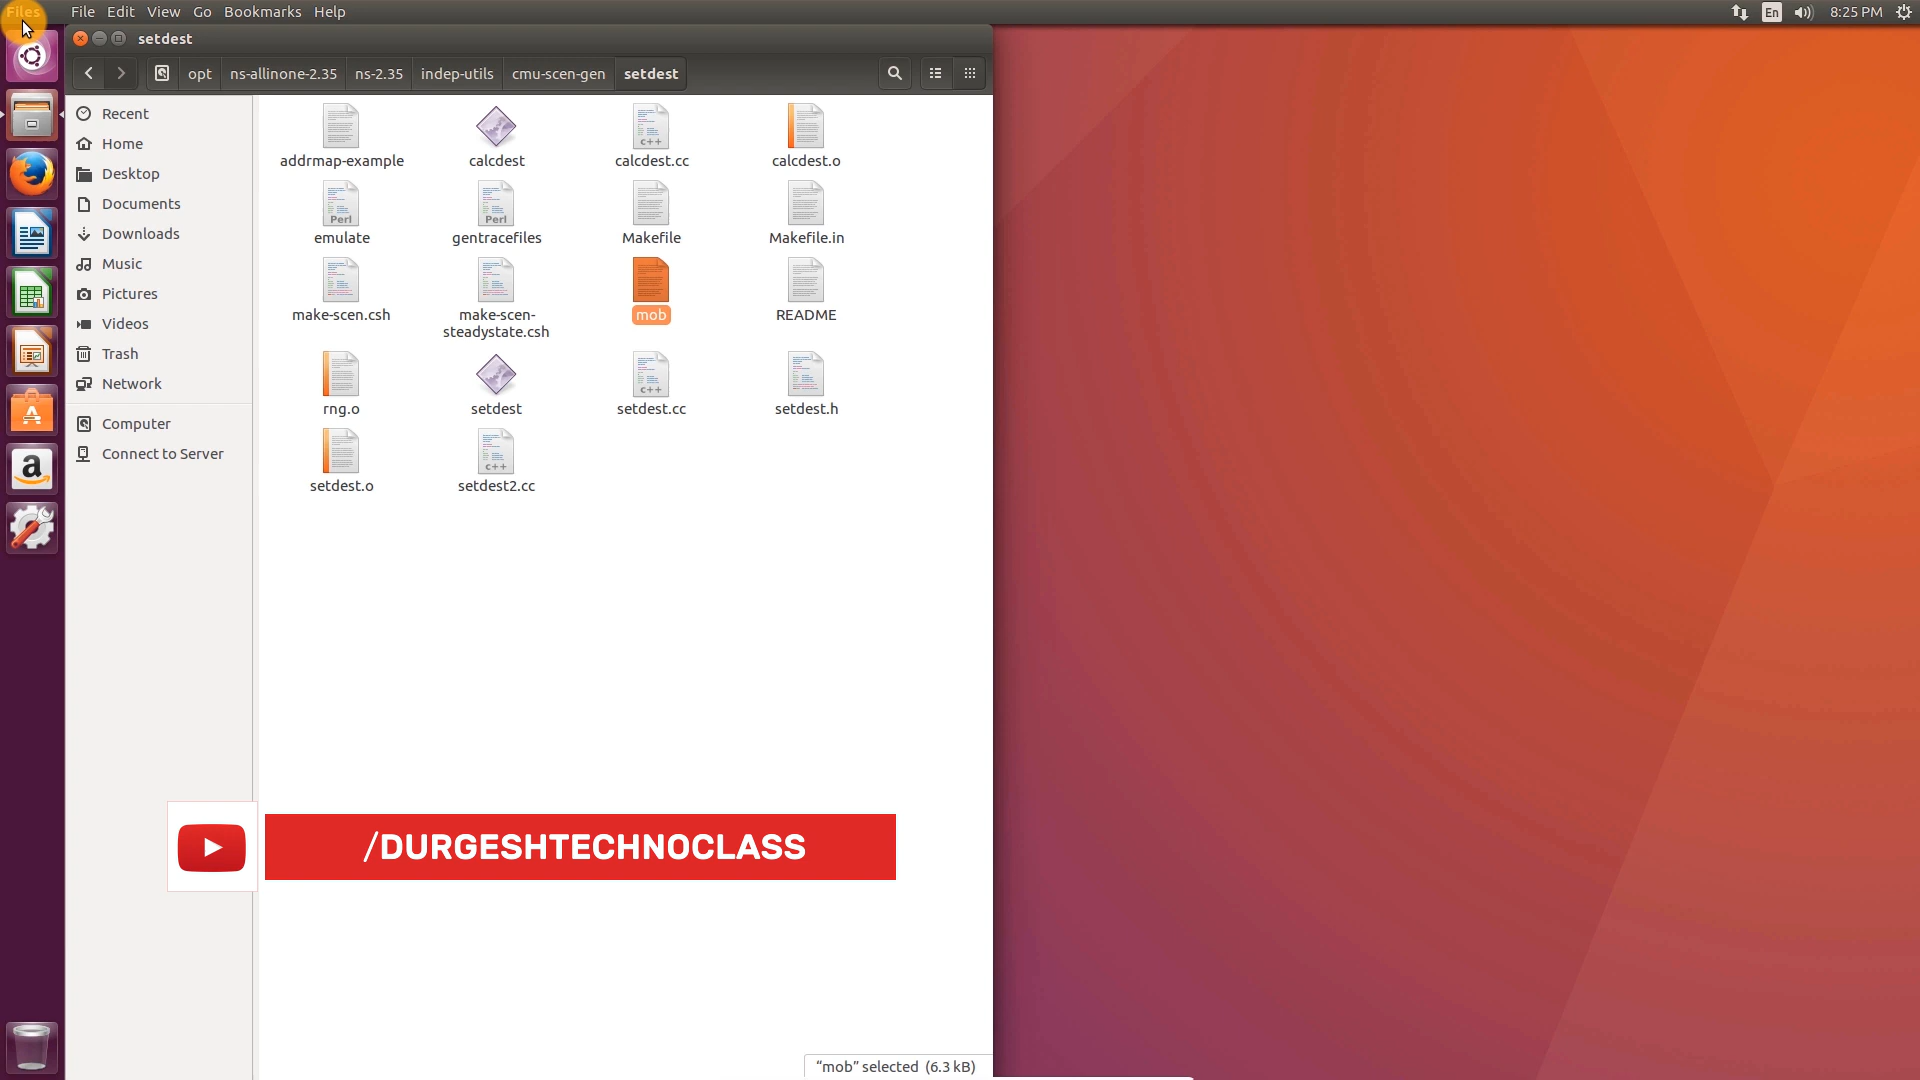 Files File Edit View Go Bookmarks Help
En 8:25 PM
setdest
opt ns-allinone-2.35 ns-2.35 indep-utils cmu-scen-gen setdest
Recent
Home
Desktop
Documents
Downloads
Music
Pictures
Videos
Trash
Network
Computer
Connect to Server
addrmap-example calcdest calcdest.cc calcdest.o
emulate gentracefiles Makefile Makefile.in
make-scen.csh make-scen-
steadystate.csh mob README
rng.o setdest setdest.cc setdest.h
setdest.o setdest2.cc
/DURGESHTECHNOCLASS
“mob” selected (6.3 kB)